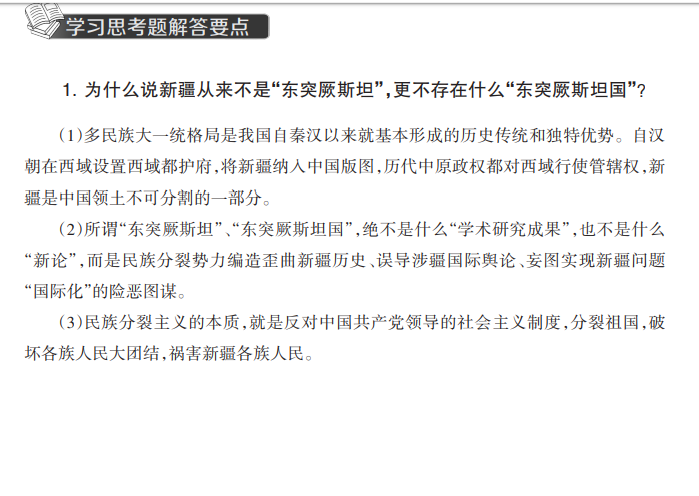 学习思考题解答要点
1. 为什么说新疆从来不是“东突厥斯坦”,更不存在什么“东突厥斯坦国”?
(1)多民族大一统格局是我国自秦汉以来就基本形成的历史传统和独特优势。自汉
朝在西域设置西域都护府,将新疆纳入中国版图,历代中原政权都对西域行使管辖权,新
疆是中国领土不可分割的一部分。
(2)所谓“东突厥斯坦”、“东突厥斯坦国”,绝不是什么“学术研究成果”,也不是什么
“新论”,而是民族分裂势力编造歪曲新疆历史、误导涉疆国际舆论、妄图实现新疆问题
“国际化”的险恶图谋。
(3)民族分裂主义的本质,就是反对中国共产党领导的社会主义制度,分裂祖国,破
坏各族人民大团结,祸害新疆各族人民。